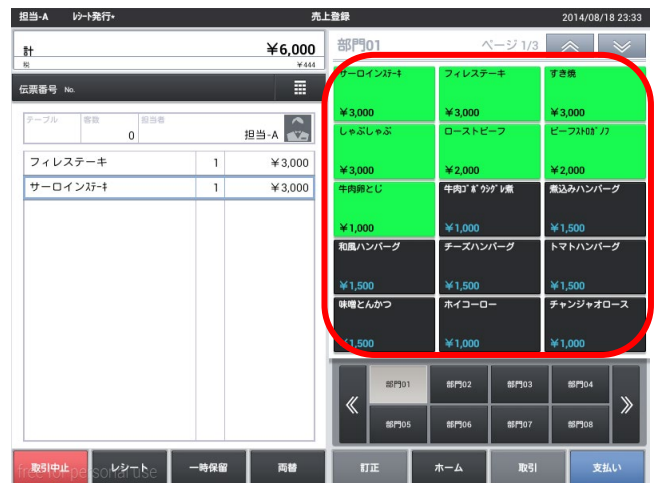 担当-A ﾚｼｰﾄ発行+ 売上登録 2014/08/18 23:33
計 ¥6,000
税 ¥444
伝票番号 No.
テーブル 客数 担当者
0 担当-A
フィレステーキ 1 ¥3,000
サーロインｽﾃｰｷ 1 ¥3,000
部門01 ページ 1/3
サーロインｽﾃｰｷ フィレステーキ すき焼
¥3,000 ¥3,000 ¥3,000
しゃぶしゃぶ ローストビーフ ビーフｽﾄﾛｶﾞﾉﾌ
¥3,000 ¥2,000 ¥2,000
牛肉卵とじ 牛肉ｺﾞﾎﾞｳｼｸﾞﾚ煮 煮込みハンバーグ
¥1,000 ¥1,000 ¥1,500
和風ハンバーグ チーズハンバーグ トマトハンバーグ
¥1,500 ¥1,500 ¥1,500
味噌とんかつ ホイコーロー チャンジャオロース
¥1,500 ¥1,000 ¥1,000
部門01 部門02 部門03 部門04
部門05 部門06 部門07 部門08
取引中止 レシート 一時保留 両替 訂正 ホーム 取引 支払い
free for personal use